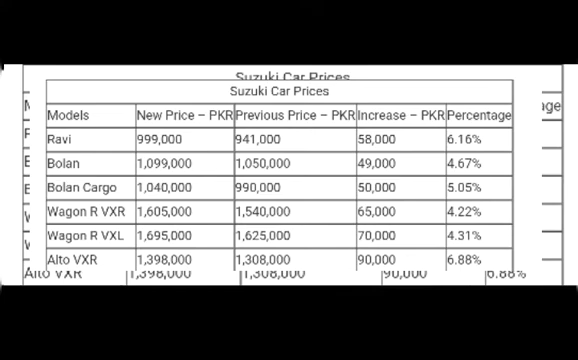 Suzuki Car Prices
Suzuki Car Prices
Models New Price – PKR Previous Price – PKR Increase – PKR Percentage
Ravi 999,000 941,000 58,000 6.16%
Bolan 1,099,000 1,050,000 49,000 4.67%
Bolan Cargo 1,040,000 990,000 50,000 5.05%
Wagon R VXR 1,605,000 1,540,000 65,000 4.22%
Wagon R VXL 1,695,000 1,625,000 70,000 4.31%
Alto VXR 1,398,000 1,308,000 90,000 6.88%
Alto VXR 1,398,000 1,308,000 90,000 6.88%